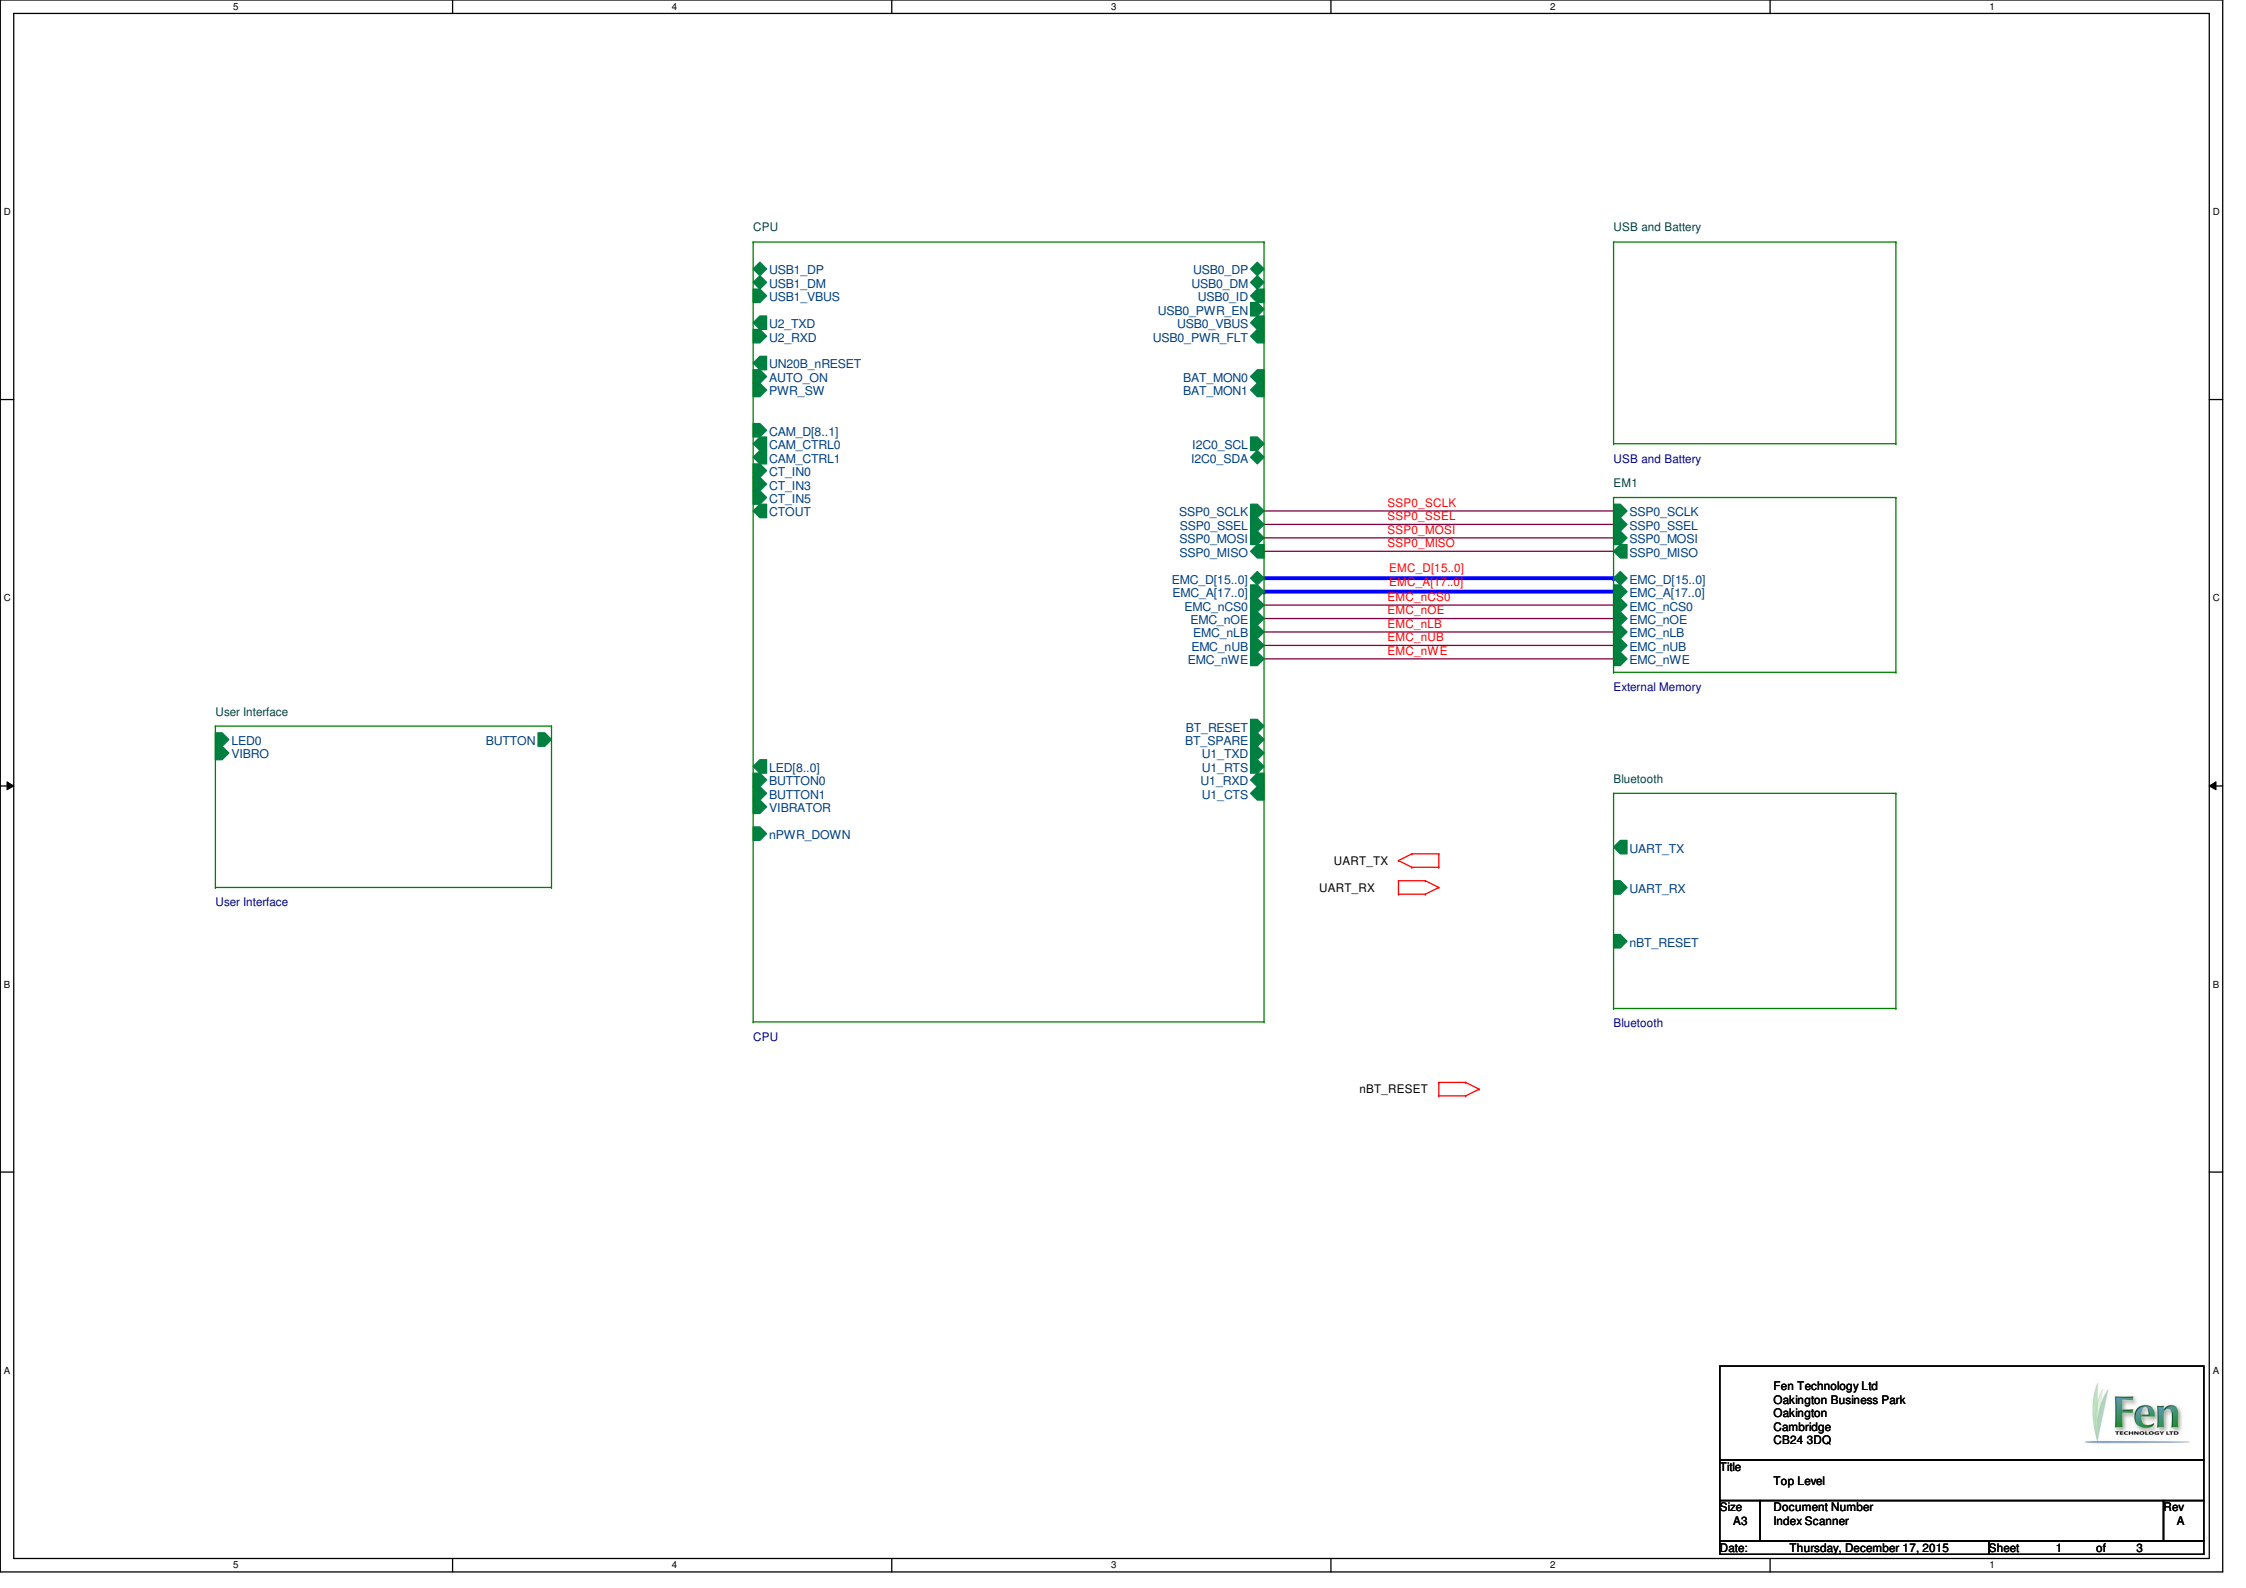 5 4 3 2 1
D D
C C
B B
A A
CPU
USB1_DP
USB1_DM
USB1_VBUS
U2_TXD
U2_RXD
UN20B_nRESET
AUTO_ON
PWR_SW
CAM_D[8..1]
CAM_CTRL0
CAM_CTRL1
CT_IN0
CT_IN3
CT_IN5
CTOUT
LED[8..0]
BUTTON0
BUTTON1
VIBRATOR
nPWR_DOWN
USB0_DP
USB0_DM
USB0_ID
USB0_PWR_EN
USB0_VBUS
USB0_PWR_FLT
BAT_MON0
BAT_MON1
I2C0_SCL
I2C0_SDA
SSP0_SCLK
SSP0_SSEL
SSP0_MOSI
SSP0_MISO
EMC_D[15..0]
EMC_A[17..0]
EMC_nCS0
EMC_nOE
EMC_nLB
EMC_nUB
EMC_nWE
BT_RESET
BT_SPARE
U1_TXD
U1_RTS
U1_RXD
U1_CTS
CPU
SSP0_SCLK
SSP0_SSEL
SSP0_MOSI
SSP0_MISO
EMC_D[15..0]
EMC_A[17..0]
EMC_nCS0
EMC_nOE
EMC_nLB
EMC_nUB
EMC_nWE
USB and Battery
USB and Battery
EM1
SSP0_SCLK
SSP0_SSEL
SSP0_MOSI
SSP0_MISO
EMC_D[15..0]
EMC_A[17..0]
EMC_nCS0
EMC_nOE
EMC_nLB
EMC_nUB
EMC_nWE
External Memory
User Interface
LED0 BUTTON
VIBRO
User Interface
Bluetooth
UART_TX
UART_RX
nBT_RESET
Bluetooth
UART_TX
UART_RX
nBT_RESET
Fen Technology Ltd
Oakington Business Park
Oakington
Cambridge
CB24 3DQ
Fen
TECHNOLOGY LTD
Title
Top Level
Size Document Number Rev
A3 Index Scanner A
Date: Thursday, December 17, 2015 Sheet 1 of 3
5 4 3 2 1